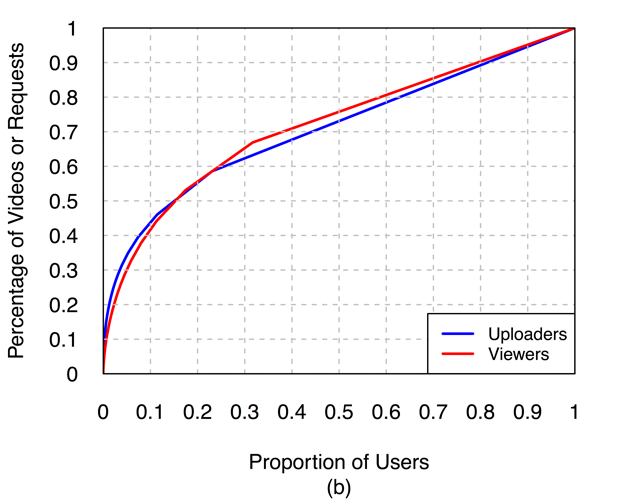 Percentage of Videos or Requests
1
0.9
0.8
0.7
0.6
0.5
0.4
0.3
0.2
0.1
0
Uploaders
Viewers
0 0.1 0.2 0.3 0.4 0.5 0.6 0.7 0.8 0.9 1
Proportion of Users
(b)